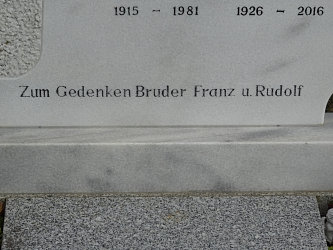 1915 – 1981 1926 – 2016
Zum Gedenken Bruder Franz u. Rudolf